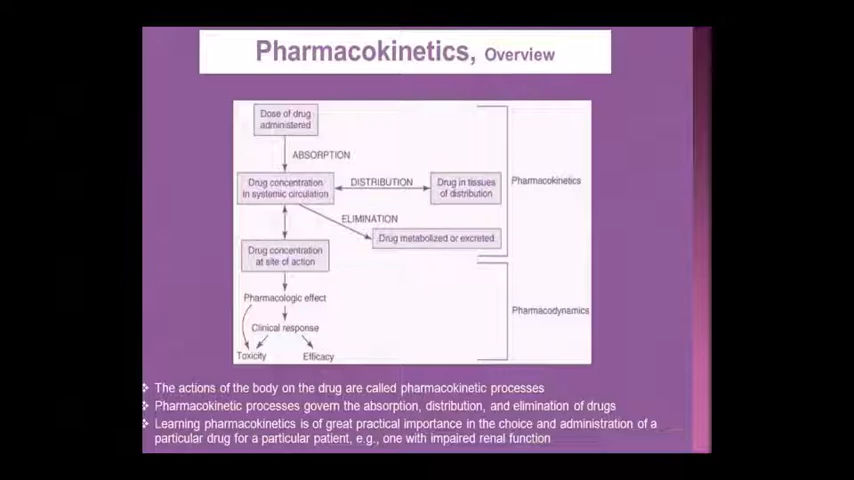 Pharmacokinetics, Overview
Dose of drug
administered
ABSORPTION
Drug concentration
in systemic circulation
DISTRIBUTION
Drug in tissues
of distribution
Pharmacokinetics
ELIMINATION
Drug metabolized or excreted
Drug concentration
at site of action
Pharmacologic effect
Clinical response
Toxicity
Efficacy
Pharmacodynamics
The actions of the body on the drug are called pharmacokinetic processes
Pharmacokinetic processes govern the absorption, distribution, and elimination of drugs
Learning pharmacokinetics is of great practical importance in the choice and administration of a
particular drug for a particular patient, e.g., one with impaired renal function